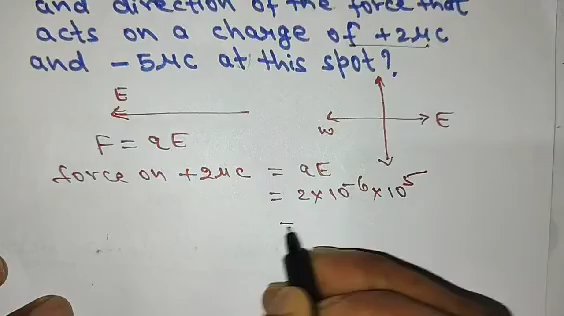 and direction of the force that
acts on a charge of +2μC
and - 5μC at this spot?
E
W E
F = qE
force on +2μC = qE
= 2×10⁻⁶×10⁵
=